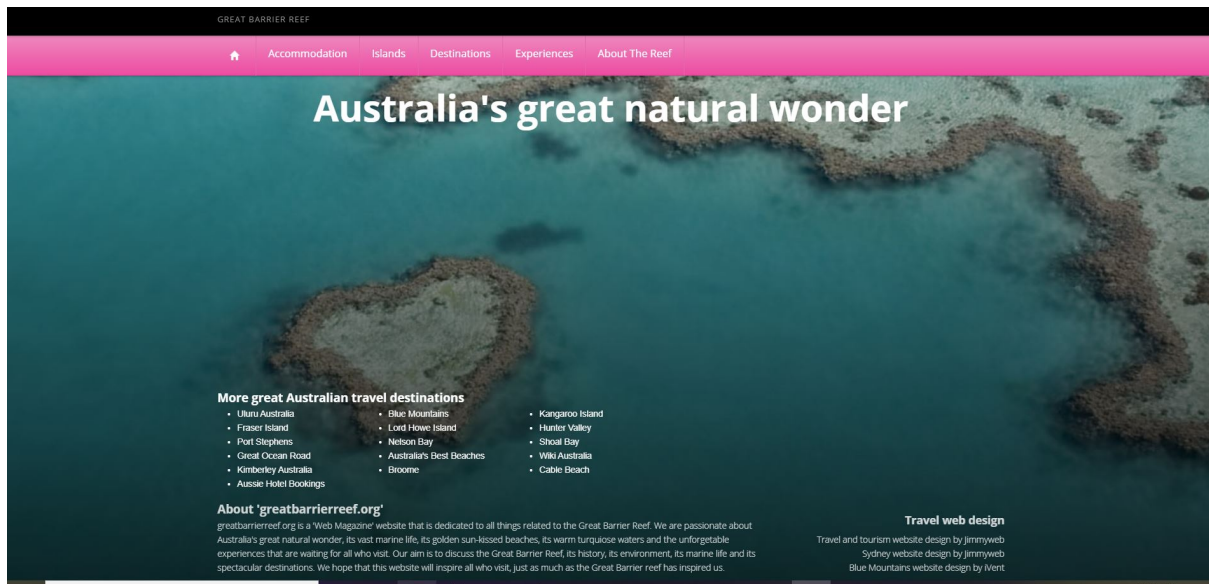 GREAT BARRIER REEF
Accommodation Islands Destinations Experiences About The Reef
Australia's great natural wonder
More great Australian travel destinations
• Uluru Australia • Blue Mountains • Kangaroo Island
• Fraser Island • Lord Howe Island • Hunter Valley
• Port Stephens • Nelson Bay • Shoal Bay
• Great Ocean Road • Australia's Best Beaches • Wiki Australia
• Kimberley Australia • Broome • Cable Beach
• Aussie Hotel Bookings
About 'greatbarrierreef.org'
greatbarrierreef.org is a 'Web Magazine' website that is dedicated to all things related to the Great Barrier Reef. We are passionate about
Australia's great natural wonder, its vast marine life, its golden sun-kissed beaches, its warm turquiose waters and the unforgetable
experiences that are waiting for all who visit. Our aim is to discuss the Great Barrier Reef, its history, its environment, its marine life and its
spectacular destinations. We hope that this website will inspire all who visit, just as much as the Great Barrier reef has inspired us.
Travel web design
Travel and tourism website design by Jimmyweb
Sydney website design by Jimmyweb
Blue Mountains website design by iVent